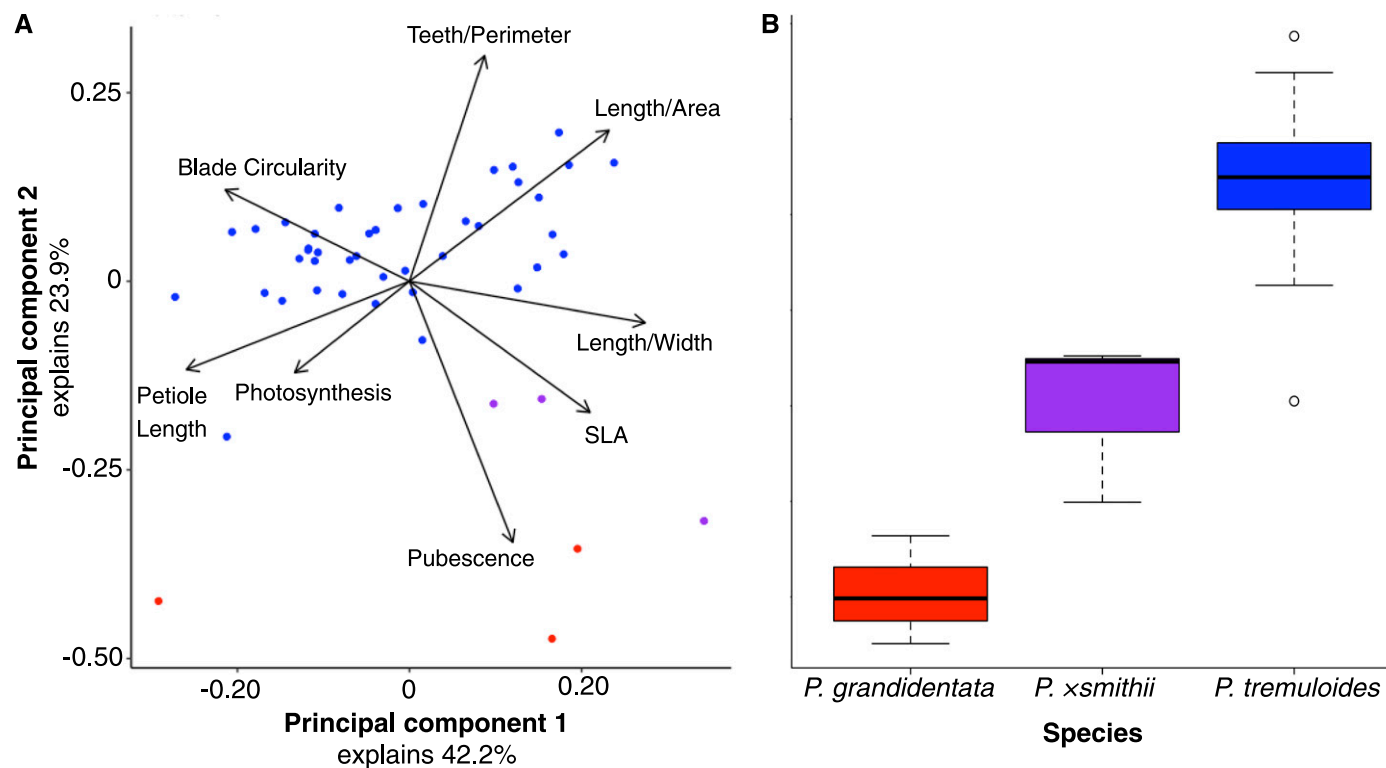 A
Teeth/Perimeter
0.25
Length/Area
Blade Circularity
0
Length/Width
Petiole
Length
Photosynthesis
SLA
-0.25
Pubescence
-0.50
-0.20
0
0.20
Principal component 2
explains 23.9%
Principal component 1
explains 42.2%
B
P. grandidentata
P. ×smithii
P. tremuloides
Species